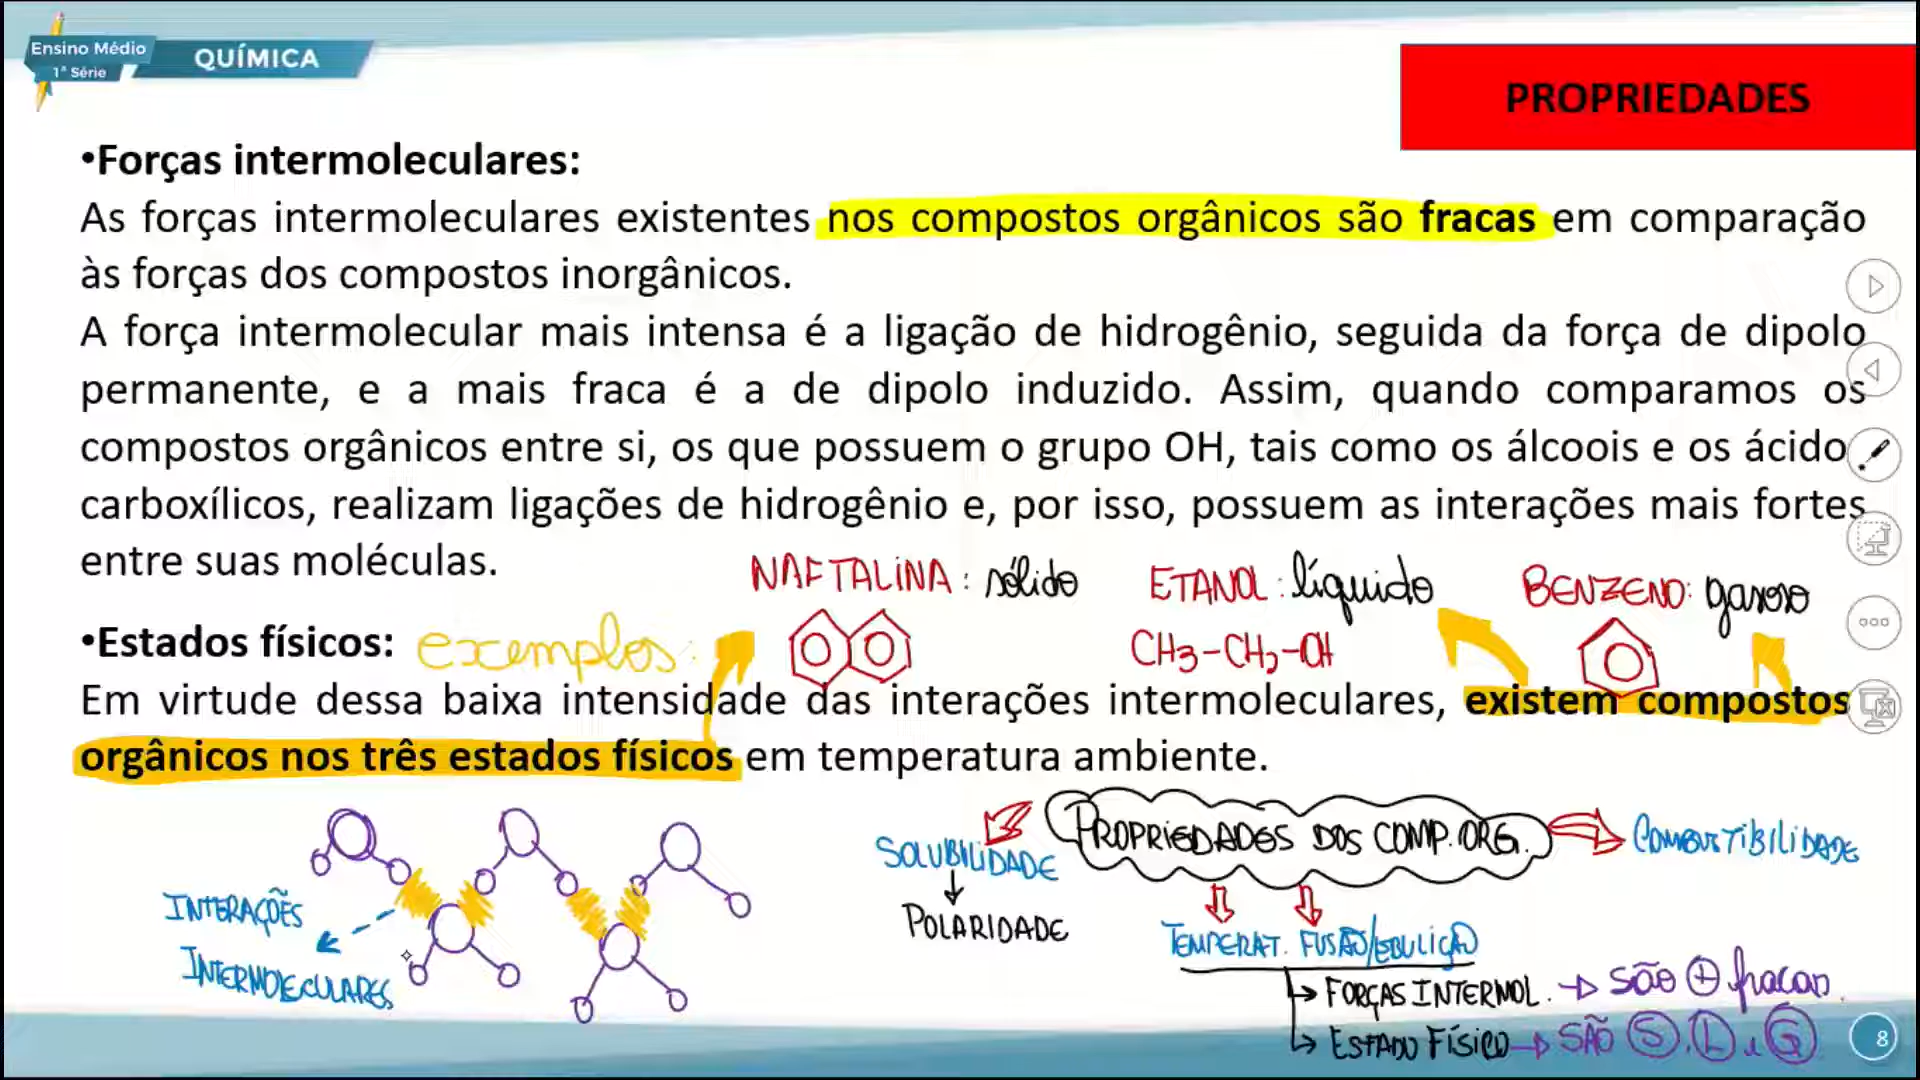 Ensino Médio
1ª Série
QUÍMICA
PROPRIEDADES
•Forças intermoleculares:
As forças intermoleculares existentes nos compostos orgânicos são fracas em comparação
às forças dos compostos inorgânicos.
A força intermolecular mais intensa é a ligação de hidrogênio, seguida da força de dipolo
permanente, e a mais fraca é a de dipolo induzido. Assim, quando comparamos os
compostos orgânicos entre si, os que possuem o grupo OH, tais como os álcoois e os ácido
carboxílicos, realizam ligações de hidrogênio e, por isso, possuem as interações mais fortes
entre suas moléculas.
NAFTALINA: sólido
ETANOL: líquido
BENZENO: gasoso
CH3-CH2-OH
•Estados físicos: exemplos:
Em virtude dessa baixa intensidade das interações intermoleculares, existem compostos
orgânicos nos três estados físicos em temperatura ambiente.
PROPRIEDADES DOS COMP. ORG.
SOLUBILIDADE
COMBUSTIBILIDADE
POLARIDADE
TEMPERAT. FUSÃO/EBULIÇÃO
INTERAÇÕES
INTERMOLECULARES
FORÇAS INTERMOL. → SÃO + fracas.
ESTADO FÍSICO → SÃO S, L e G
8